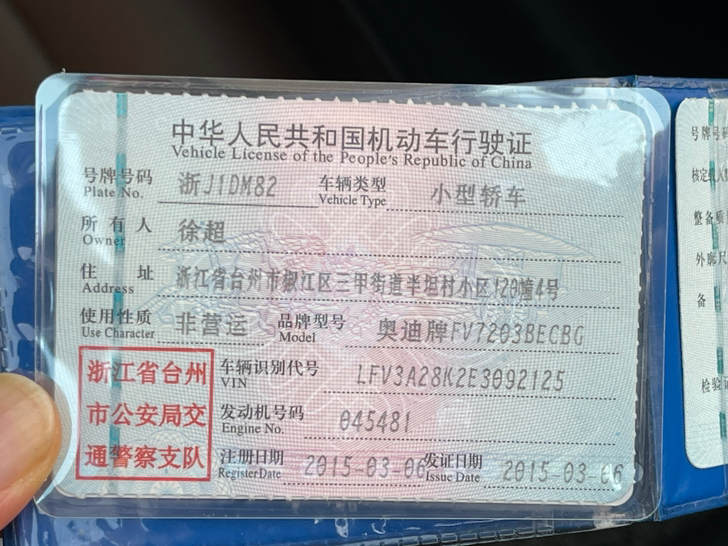 中华人民共和国机动车行驶证
Vehicle License of the People's Republic of China
号牌号码 浙J1DM82 车辆类型 小型轿车
Plate No. Vehicle Type
所有人 徐超
Owner
住址 浙江省台州市椒江区三甲街道半坦村小区120幢4号
Address
使用性质 非营运 品牌型号 奥迪牌FV7203BECBG
Use Character Model
浙江省台州
市公安局交
通警察支队
车辆识别代号 LFV3A28K2E3092125
VIN
发动机号码 045481
Engine No.
注册日期 2015-03-06 发证日期 2015-03-06
Register Date Issue Date
号牌号
核定
整备质
外廓尺
备
检验